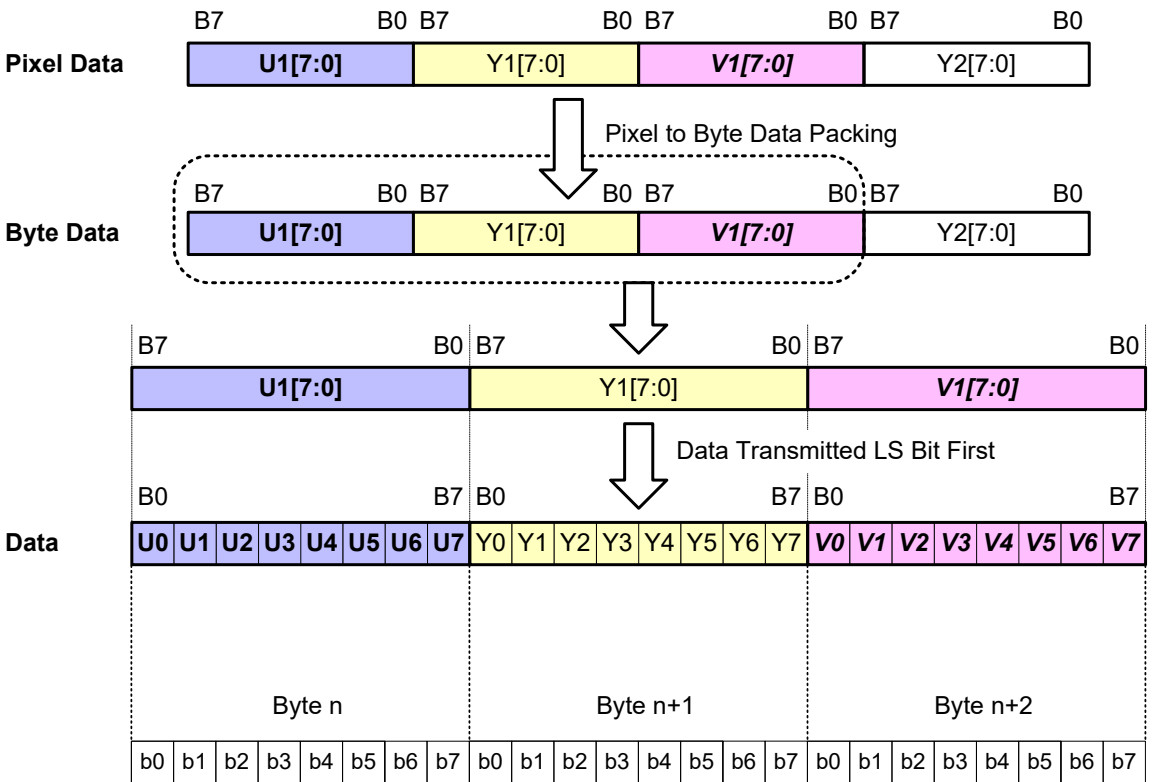 B7 B0 B7 B0 B7 B0 B7 B0
Pixel Data U1[7:0] Y1[7:0] V1[7:0] Y2[7:0]
Pixel to Byte Data Packing
B7 B0 B7 B0 B7 B0 B7 B0
Byte Data U1[7:0] Y1[7:0] V1[7:0] Y2[7:0]
B7 B0 B7 B0 B7 B0
U1[7:0] Y1[7:0] V1[7:0]
Data Transmitted LS Bit First
B0 B7 B0 B7 B0 B7
Data U0 U1 U2 U3 U4 U5 U6 U7 Y0 Y1 Y2 Y3 Y4 Y5 Y6 Y7 V0 V1 V2 V3 V4 V5 V6 V7
Byte n Byte n+1 Byte n+2
b0 b1 b2 b3 b4 b5 b6 b7 b0 b1 b2 b3 b4 b5 b6 b7 b0 b1 b2 b3 b4 b5 b6 b7